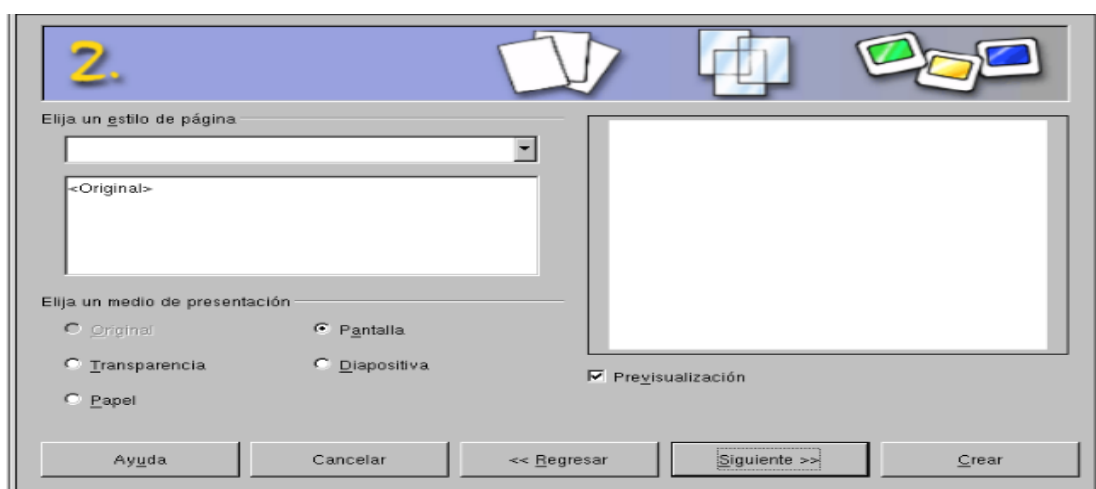 2.
Elija un estilo de página
<Original>
Elija un medio de presentación
Original
Pantalla
Transparencia
Diapositiva
Papel
Previsualización
Ayuda
Cancelar
<< Regresar
Siguiente >>
Crear